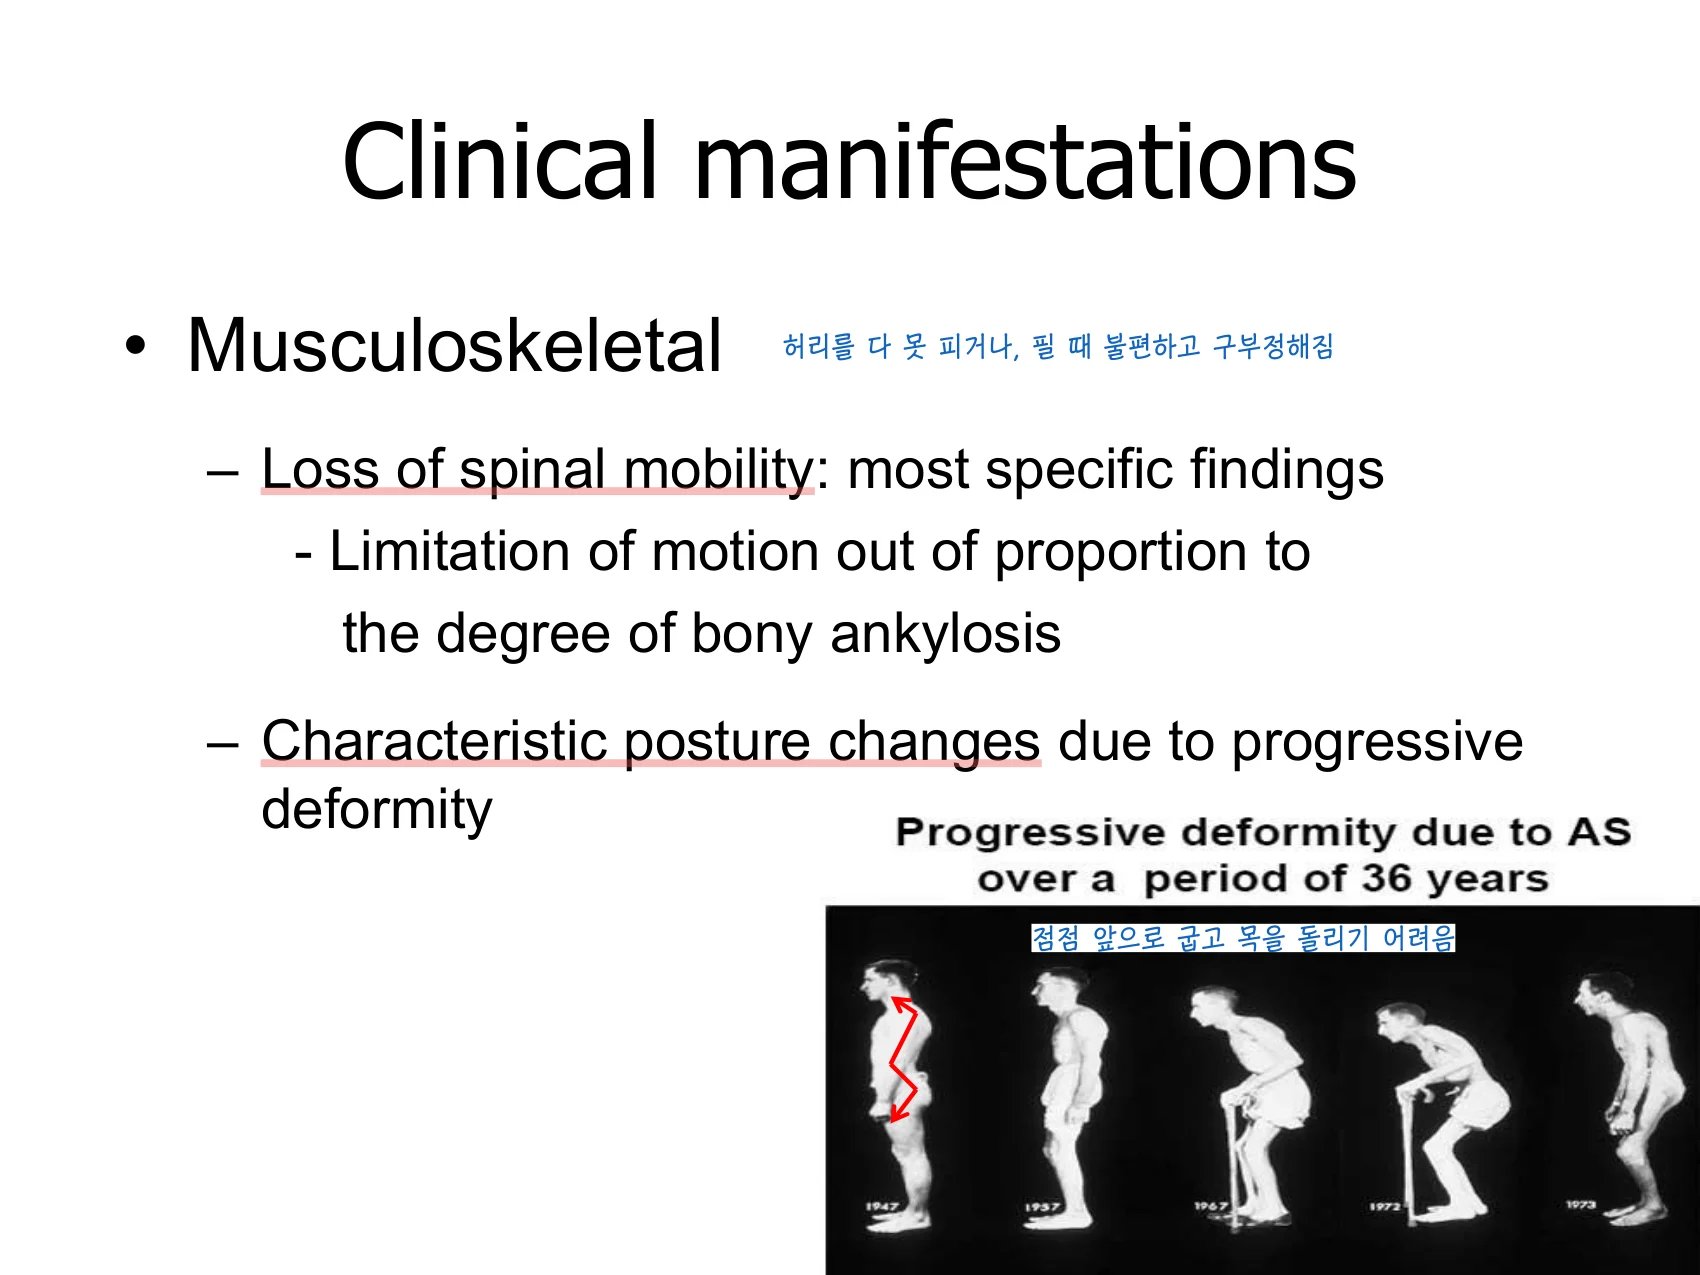 Clinical manifestations
• Musculoskeletal 허리를 다 못 피거나, 필 때 불편하고 구부정해짐
– Loss of spinal mobility: most specific findings
- Limitation of motion out of proportion to
the degree of bony ankylosis
– Characteristic posture changes due to progressive
deformity
Progressive deformity due to AS
over a period of 36 years
점점 앞으로 굽고 목을 돌리기 어려움
1947 1957 1967 1972 1973